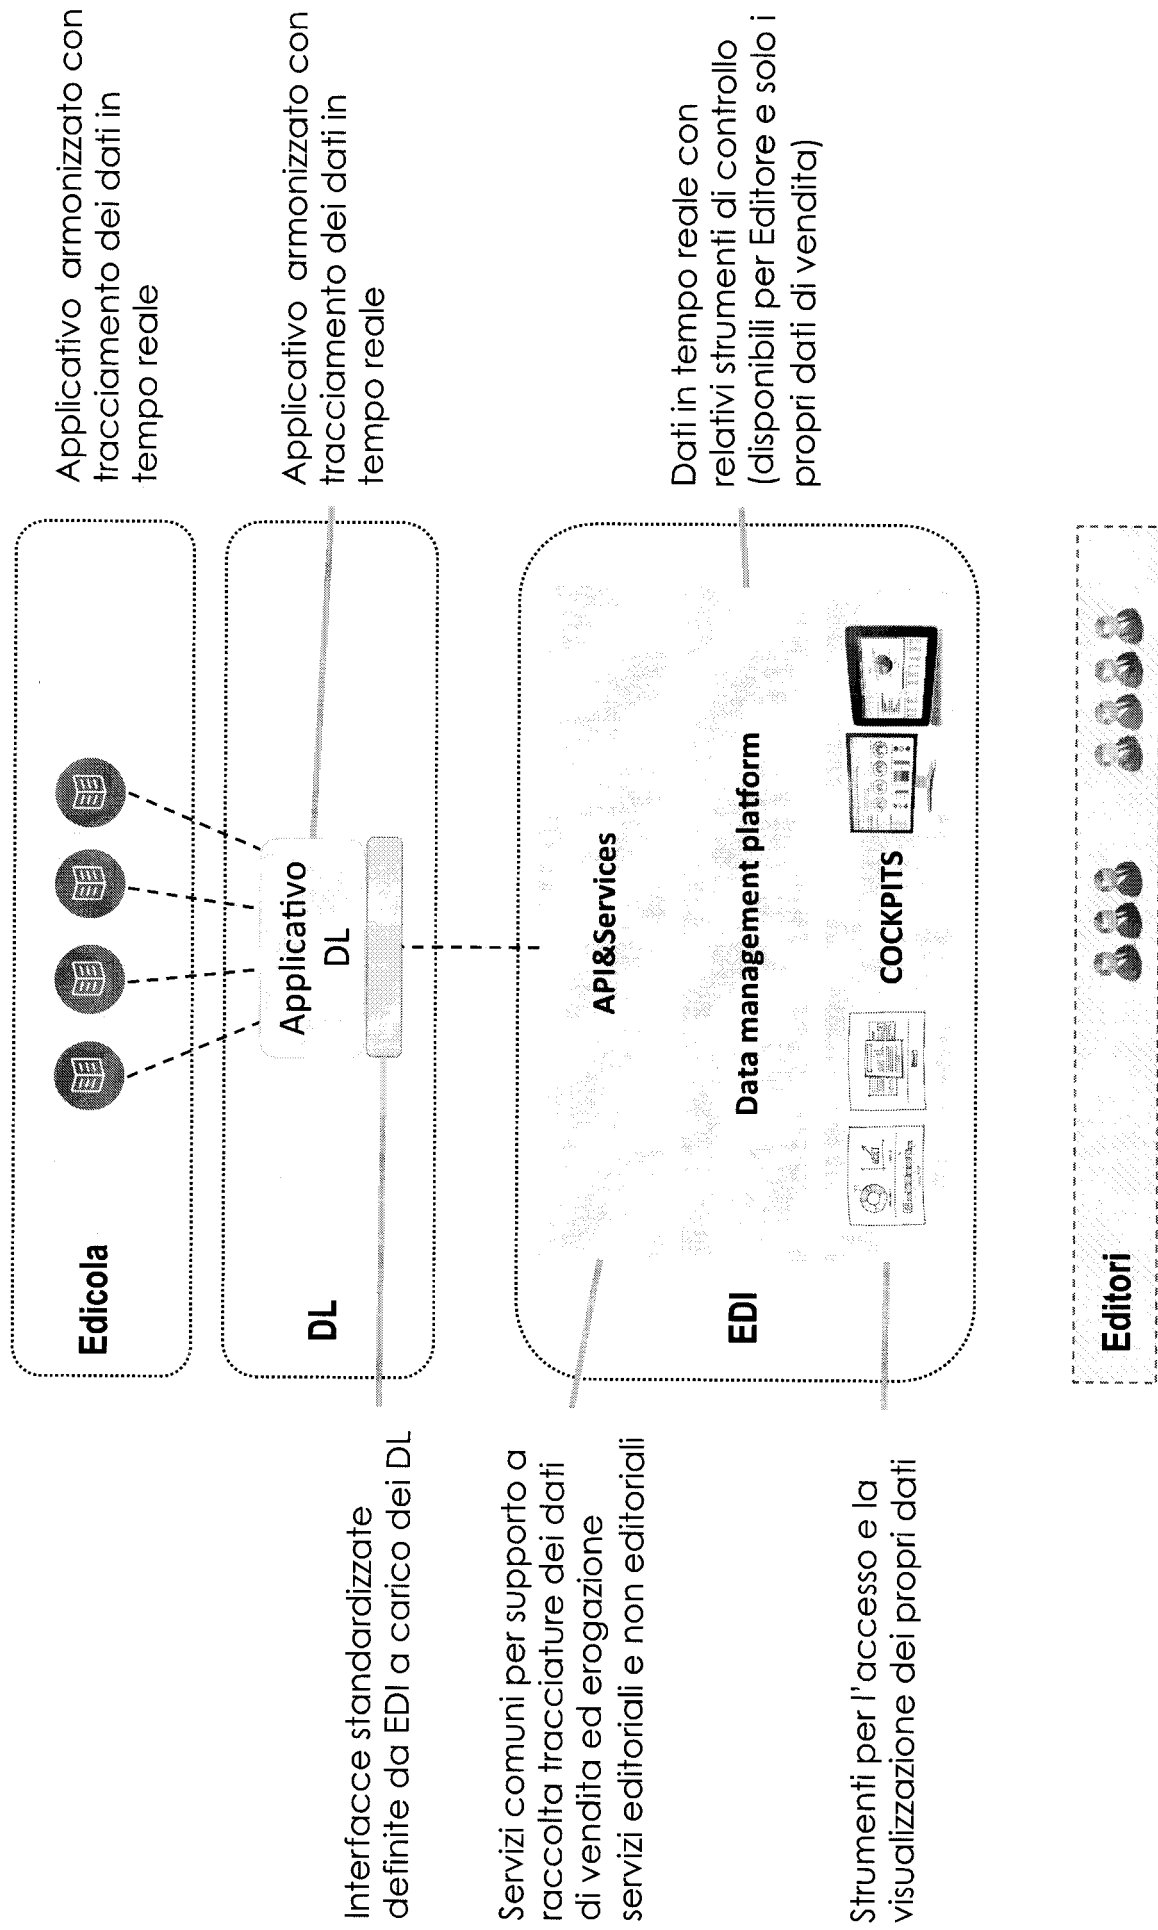 Edicola
Applicativo armonizzato con
tracciamento dei dati in
tempo reale
DL
Applicativo
DL
Applicativo armonizzato con
tracciamento dei dati in
tempo reale
Interfacce standardizzate
definite da EDI a carico dei DL
EDI
API&Services
Data management platform
COCKPITS
Servizi comuni per supporto a
raccolta tracciature dei dati
di vendita ed erogazione
servizi editoriali e non editoriali
Dati in tempo reale con
relativi strumenti di controllo
(disponibili per Editore e solo i
propri dati di vendita)
Strumenti per l'accesso e la
visualizzazione dei propri dati
Editori